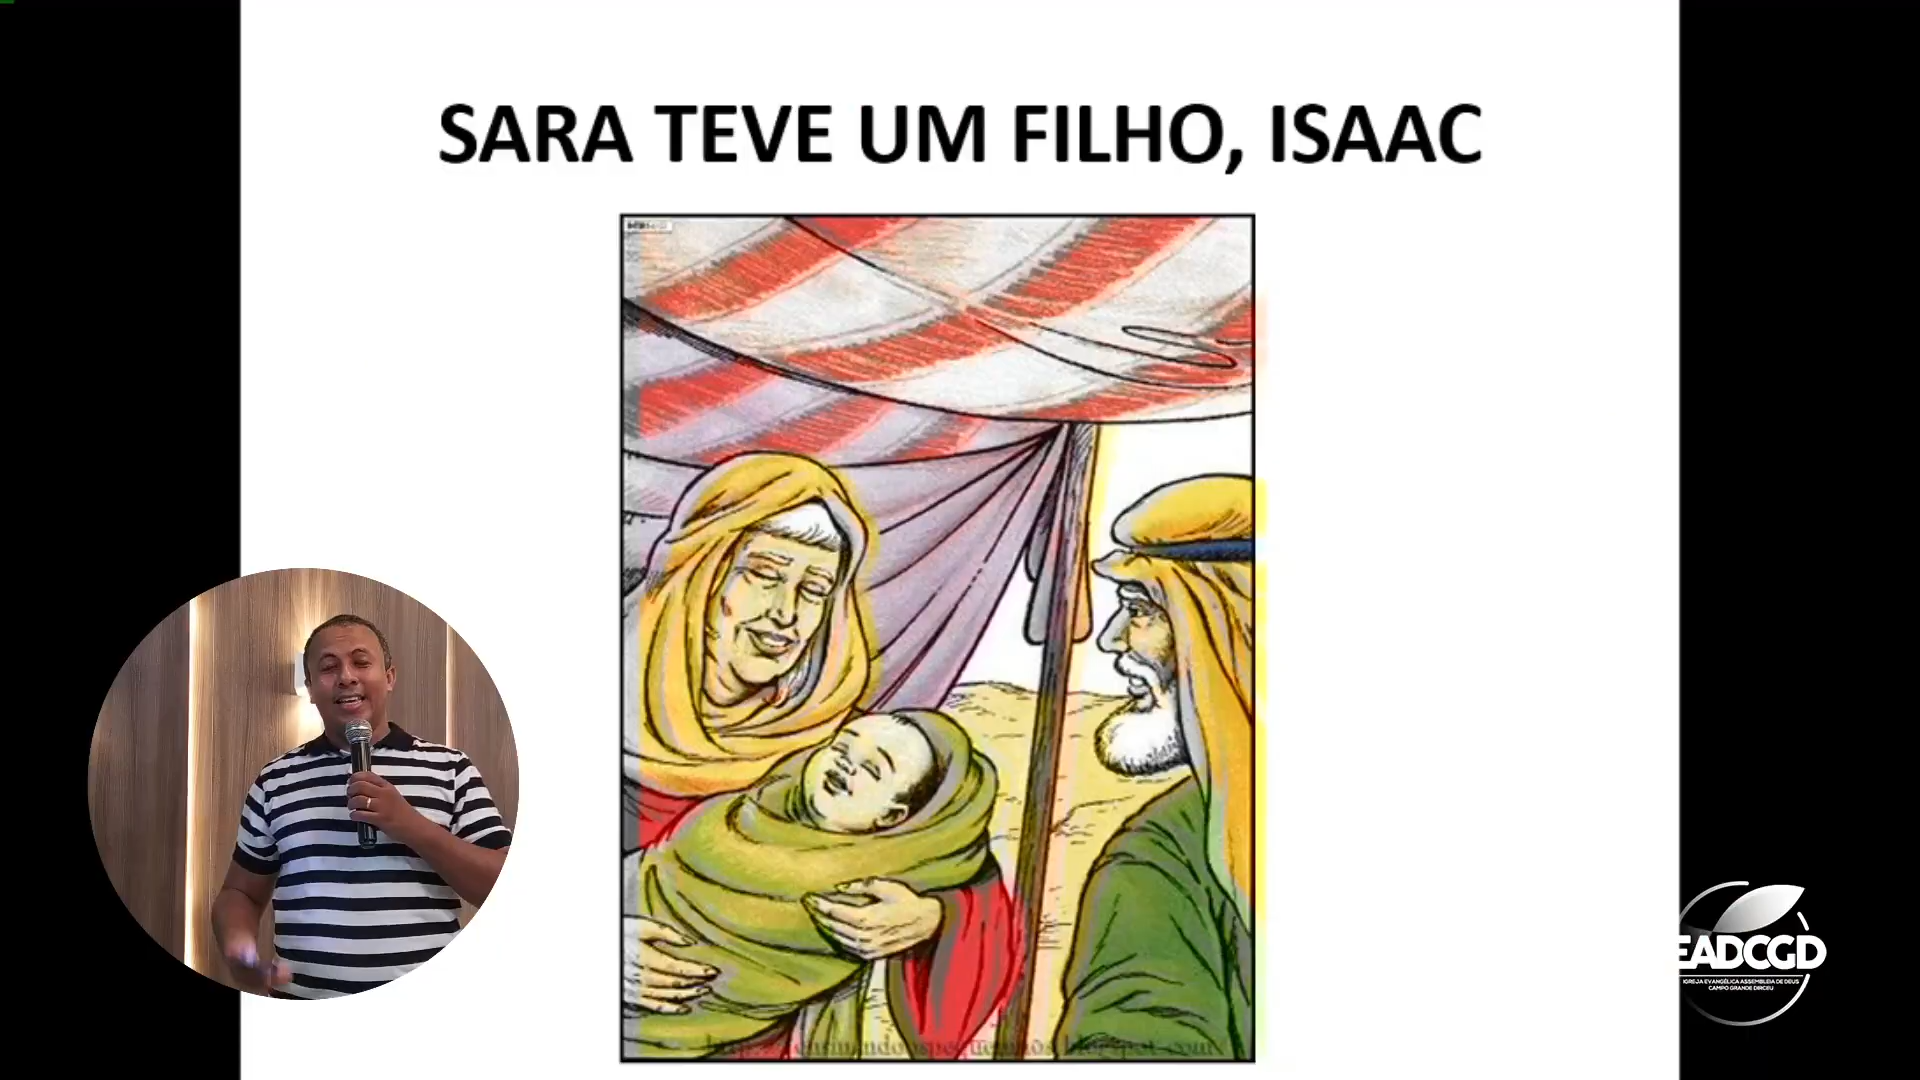 SARA TEVE UM FILHO, ISAAC
EADCGD
IGREJA EVANGÉLICA ASSEMBLEIA DE DEUS
CAMPO GRANDE DIRCEU